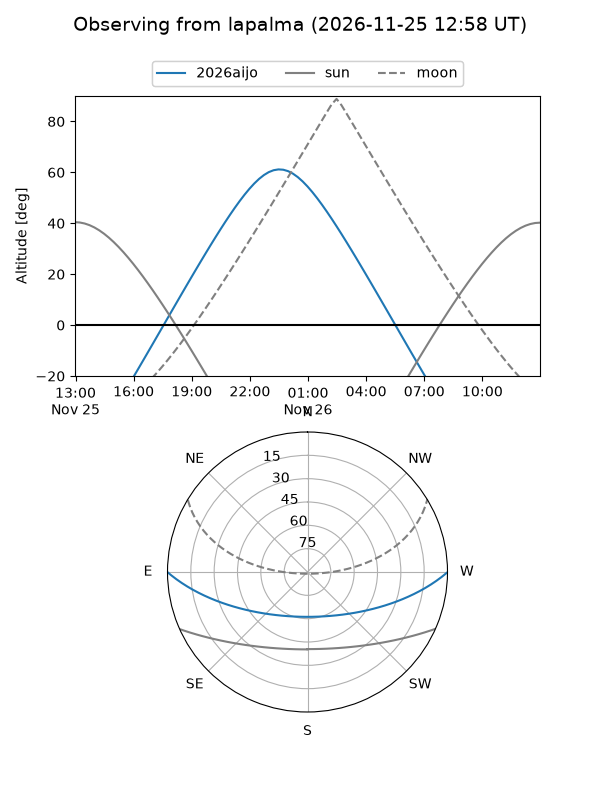 Observing from lapalma (2026-11-25 12:58 UT)
2026aijo sun moon
Altitude [deg]
80
60
40
20
0
−20
13:00 16:00 19:00 22:00 01:00 04:00 07:00 10:00
Nov 25 Nov 26
N
NE NW
15
30
45
60
75
E W
SE SW
S